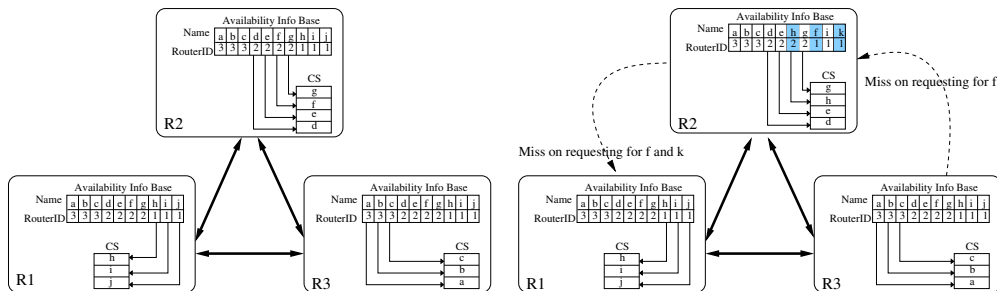 Availability Info Base
Name a b c d e f g h i j
RouterID 3 3 3 2 2 2 2 1 1 1
CS
g
f
e
d
R2
Availability Info Base
Name a b c d e f g h i j
RouterID 3 3 3 2 2 2 2 1 1 1
CS
h
i
j
R1
Availability Info Base
Name a b c d e f g h i j
RouterID 3 3 3 2 2 2 2 1 1 1
CS
c
b
a
R3
Availability Info Base
Name a b c d e h g f i k
RouterID 3 3 3 2 2 2 2 1 1 1
CS
g
h
e
d
R2
Miss on requesting for f
Miss on requesting for f and k
Availability Info Base
Name a b c d e f g h i j
RouterID 3 3 3 2 2 2 2 1 1 1
CS
h
i
j
R1
Availability Info Base
Name a b c d e f g h i j
RouterID 3 3 3 2 2 2 2 1 1 1
CS
c
b
a
R3